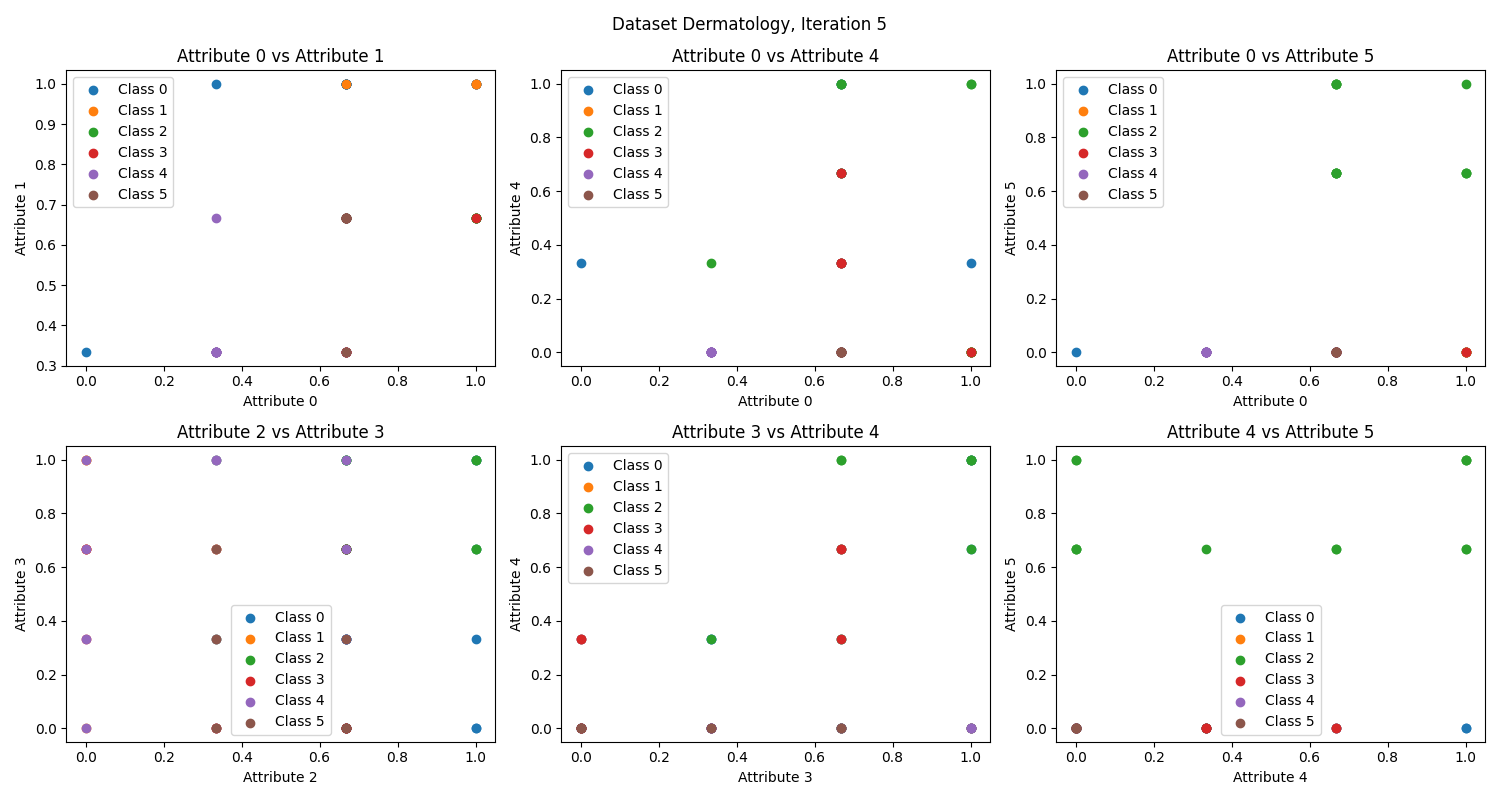 Dataset Dermatology, Iteration 5
Attribute 0 vs Attribute 1
1.0
0.9
0.8
0.7
0.6
0.5
0.4
0.3
Attribute 1
Class 0
Class 1
Class 2
Class 3
Class 4
Class 5
0.0 0.2 0.4 0.6 0.8 1.0
Attribute 0
Attribute 0 vs Attribute 4
1.0
0.8
0.6
0.4
0.2
0.0
Attribute 4
Class 0
Class 1
Class 2
Class 3
Class 4
Class 5
0.0 0.2 0.4 0.6 0.8 1.0
Attribute 0
Attribute 0 vs Attribute 5
1.0
0.8
0.6
0.4
0.2
0.0
Attribute 5
Class 0
Class 1
Class 2
Class 3
Class 4
Class 5
0.0 0.2 0.4 0.6 0.8 1.0
Attribute 0
Attribute 2 vs Attribute 3
1.0
0.8
0.6
0.4
0.2
0.0
Attribute 3
Class 0
Class 1
Class 2
Class 3
Class 4
Class 5
0.0 0.2 0.4 0.6 0.8 1.0
Attribute 2
Attribute 3 vs Attribute 4
1.0
0.8
0.6
0.4
0.2
0.0
Attribute 4
Class 0
Class 1
Class 2
Class 3
Class 4
Class 5
0.0 0.2 0.4 0.6 0.8 1.0
Attribute 3
Attribute 4 vs Attribute 5
1.0
0.8
0.6
0.4
0.2
0.0
Attribute 5
Class 0
Class 1
Class 2
Class 3
Class 4
Class 5
0.0 0.2 0.4 0.6 0.8 1.0
Attribute 4